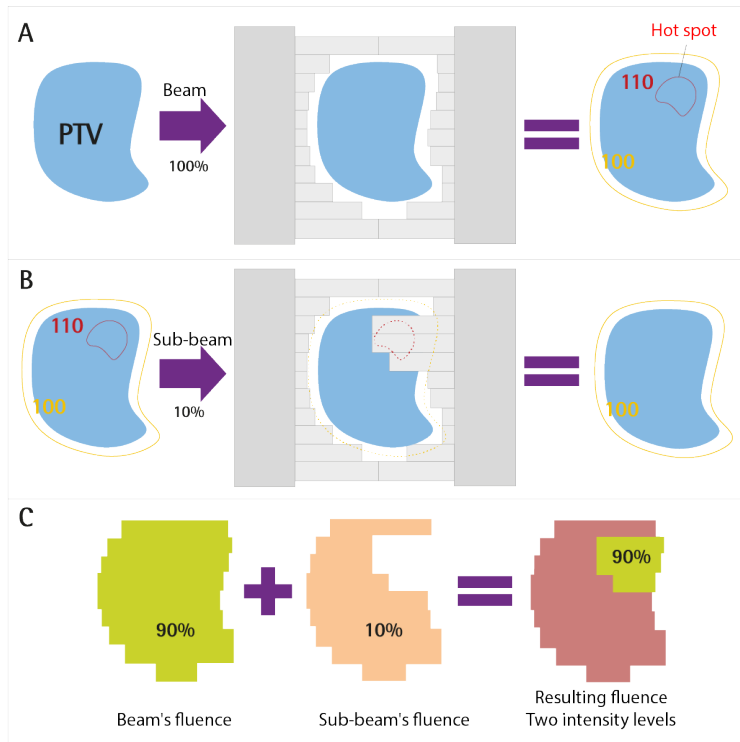 A
PTV
Beam
100%
Hot spot
110
100
B
110
100
Sub-beam
10%
100
C
90%
10%
90%
Beam's fluence
Sub-beam's fluence
Resulting fluence
Two intensity levels